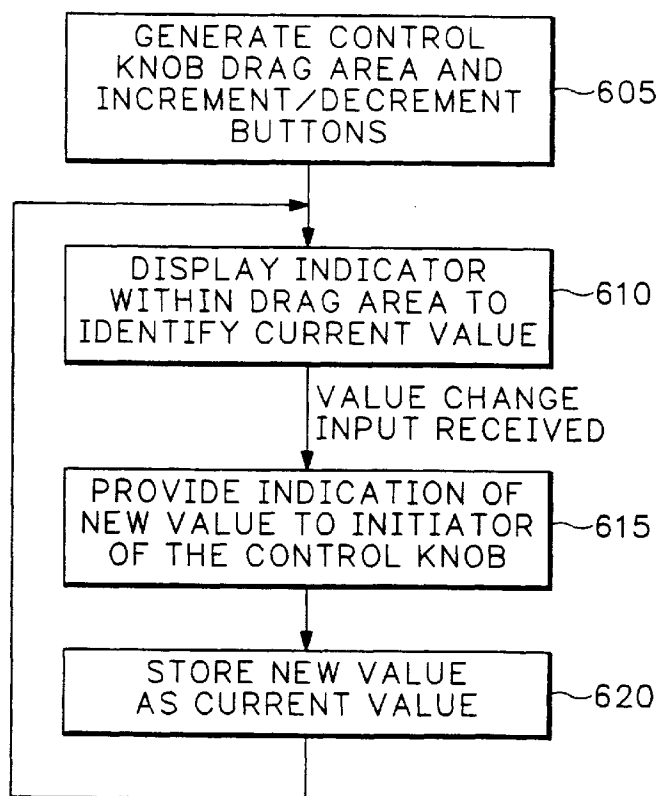 GENERATE CONTROL
KNOB DRAG AREA AND
INCREMENT/DECREMENT
BUTTONS
605
DISPLAY INDICATOR
WITHIN DRAG AREA TO
IDENTIFY CURRENT VALUE
610
VALUE CHANGE
INPUT RECEIVED
PROVIDE INDICATION OF
NEW VALUE TO INITIATOR
OF THE CONTROL KNOB
615
STORE NEW VALUE
AS CURRENT VALUE
620